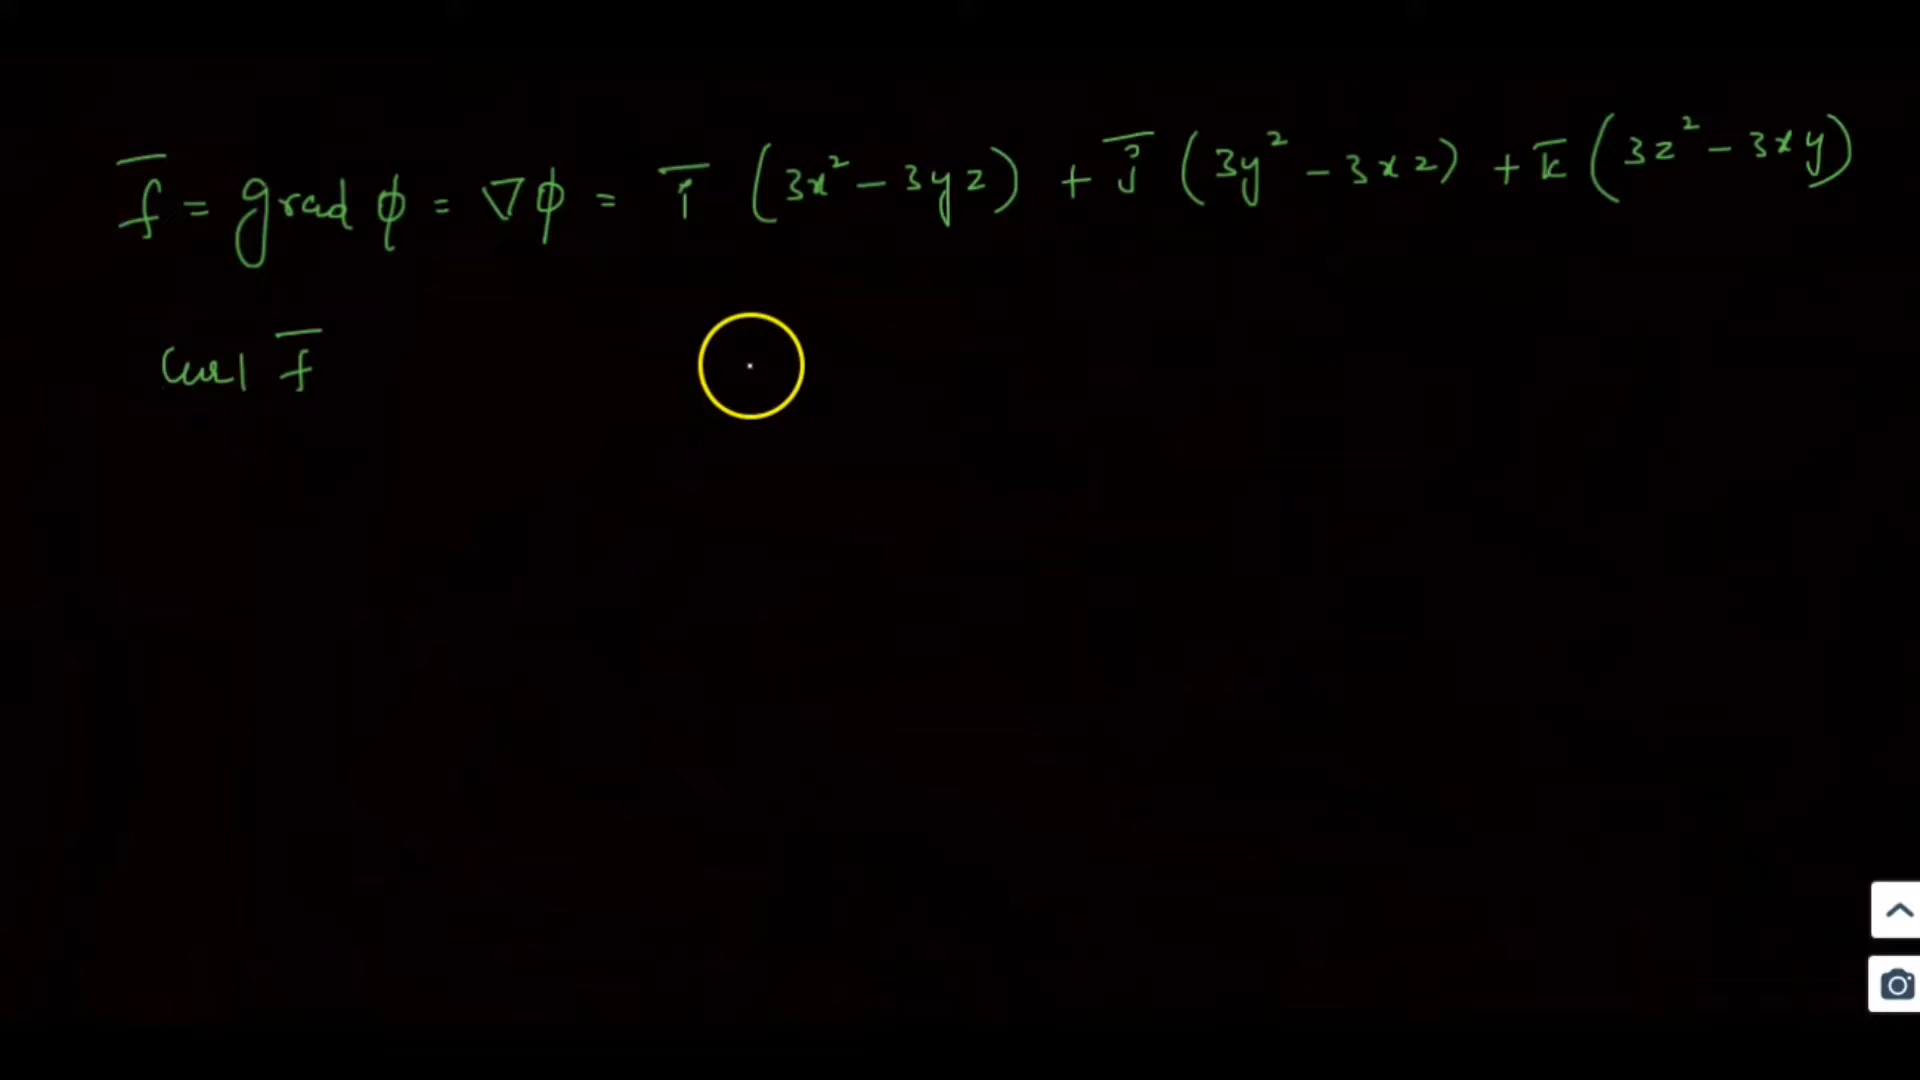 f̅ = grad ϕ = ∇ϕ = i̅ (3x² − 3yz) + j̅ (3y² − 3xz) + k̅ (3z² − 3xy)
Curl f̅